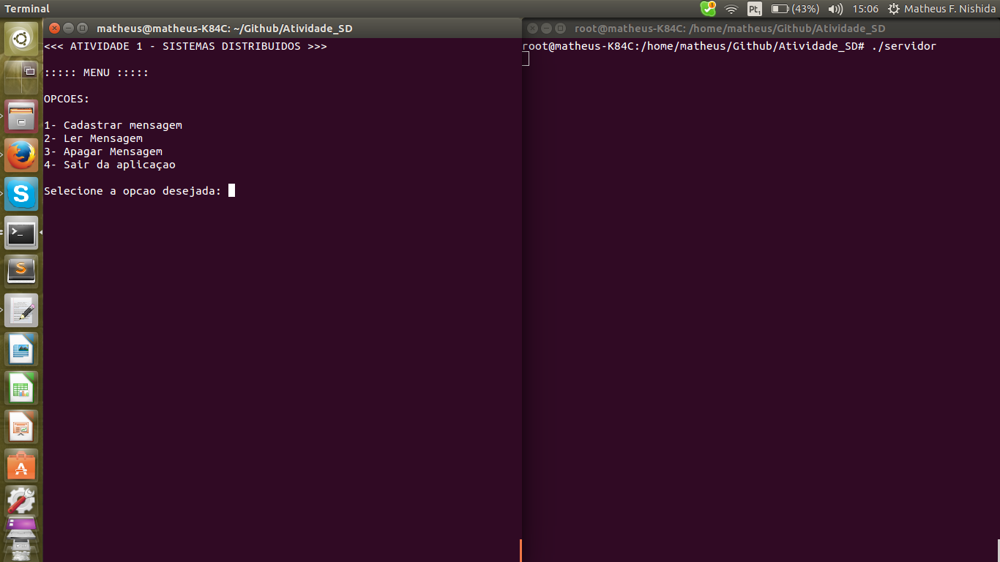 Terminal
Pt1 (43%) 15:06 Matheus F. Nishida
matheus@matheus-K84C: ~/Github/Atividade_SD
<<< ATIVIDADE 1 - SISTEMAS DISTRIBUIDOS >>>
::::: MENU :::::
OPCOES:
1- Cadastrar mensagem
2- Ler Mensagem
3- Apagar Mensagem
4- Sair da aplicaçao
Selecione a opcao desejada:
root@matheus-K84C: /home/matheus/Github/Atividade_SD
root@matheus-K84C:/home/matheus/Github/Atividade_SD# ./servidor